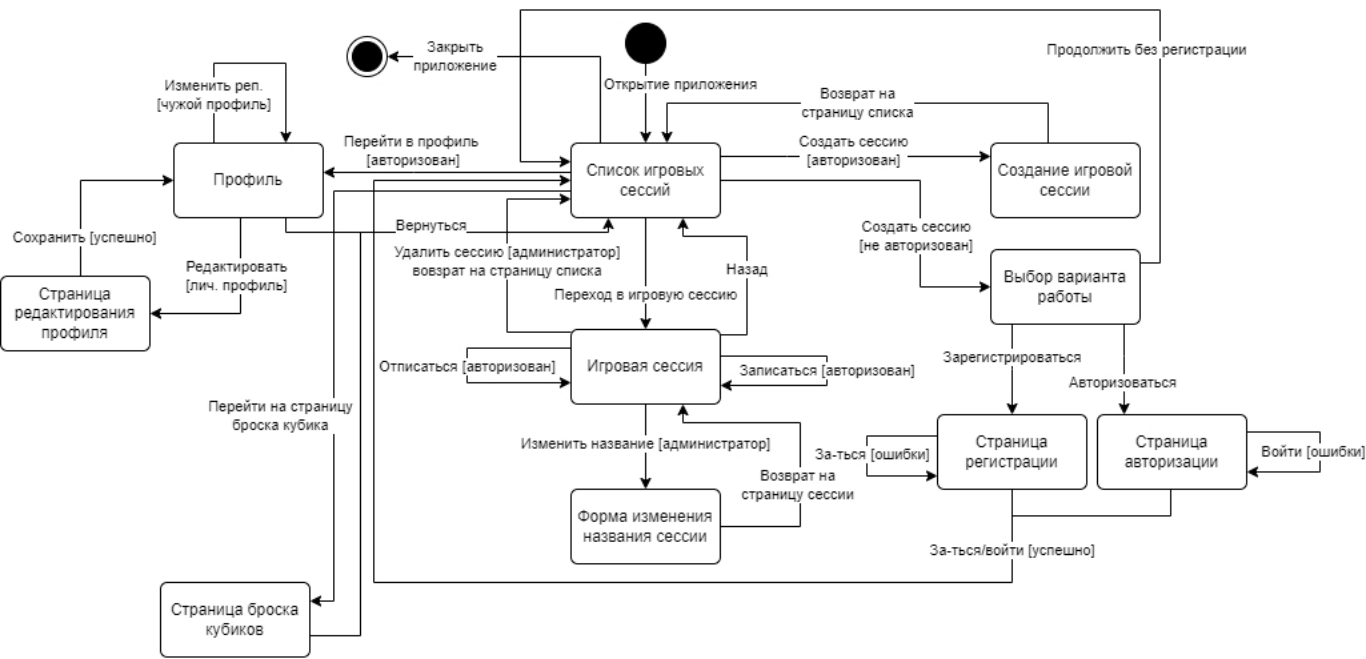 Закрыть
приложение
Открытие приложения
Продолжить без регистрации
Изменить реп.
[чужой профиль]
Возврат на
страницу списка
Перейти в профиль
[авторизован]
Создать сессию
[авторизован]
Профиль
Список игровых
сессий
Создание игровой
сессии
Сохранить [успешно]
Вернуться
Создать сессию
[не авторизован]
Редактировать
[лич. профиль]
Удалить сессию [администратор]
вовзрат на страницу списка
Назад
Страница
редактирования
профиля
Переход в игровую сессию
Выбор варианта
работы
Отписаться [авторизован]
Игровая сессия
Записаться [авторизован]
Зарегистрироваться
Авторизоваться
Перейти на страницу
броска кубика
Изменить название [администратор]
За-ться [ошибки]
Страница
регистрации
Страница
авторизации
Войти [ошибки]
Возврат на
страницу сессии
Форма изменения
названия сессии
За-ться/войти [успешно]
Страница броска
кубиков